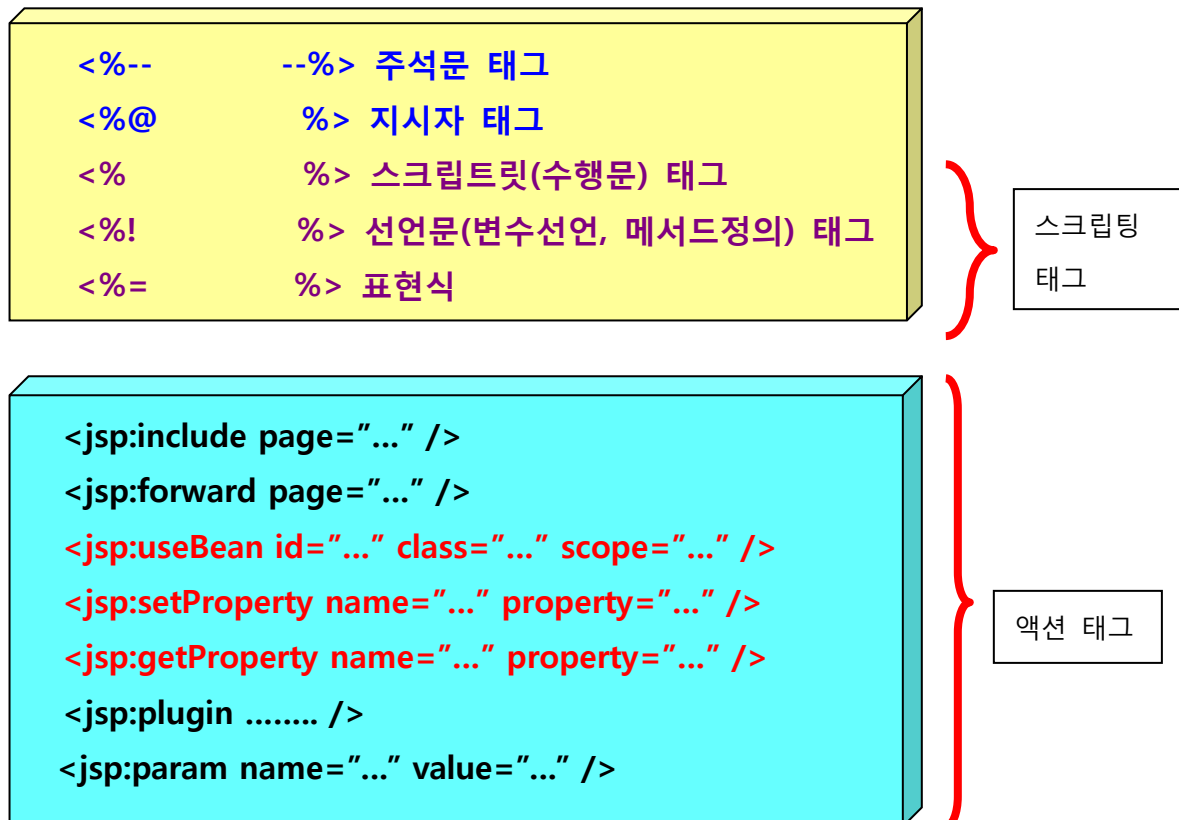 <%-- --%> 주석문 태그
<%@ %> 지시자 태그
<% %> 스크립트릿(수행문) 태그
<%! %> 선언문(변수선언, 메서드정의) 태그
<%= %> 표현식
스크립팅
태그
<jsp:include page=”...” />
<jsp:forward page=”...” />
<jsp:useBean id=”...” class=”...” scope=”...” />
<jsp:setProperty name=”...” property=”...” />
<jsp:getProperty name=”...” property=”...” />
<jsp:plugin ........ />
<jsp:param name=”...” value=”...” />
액션 태그